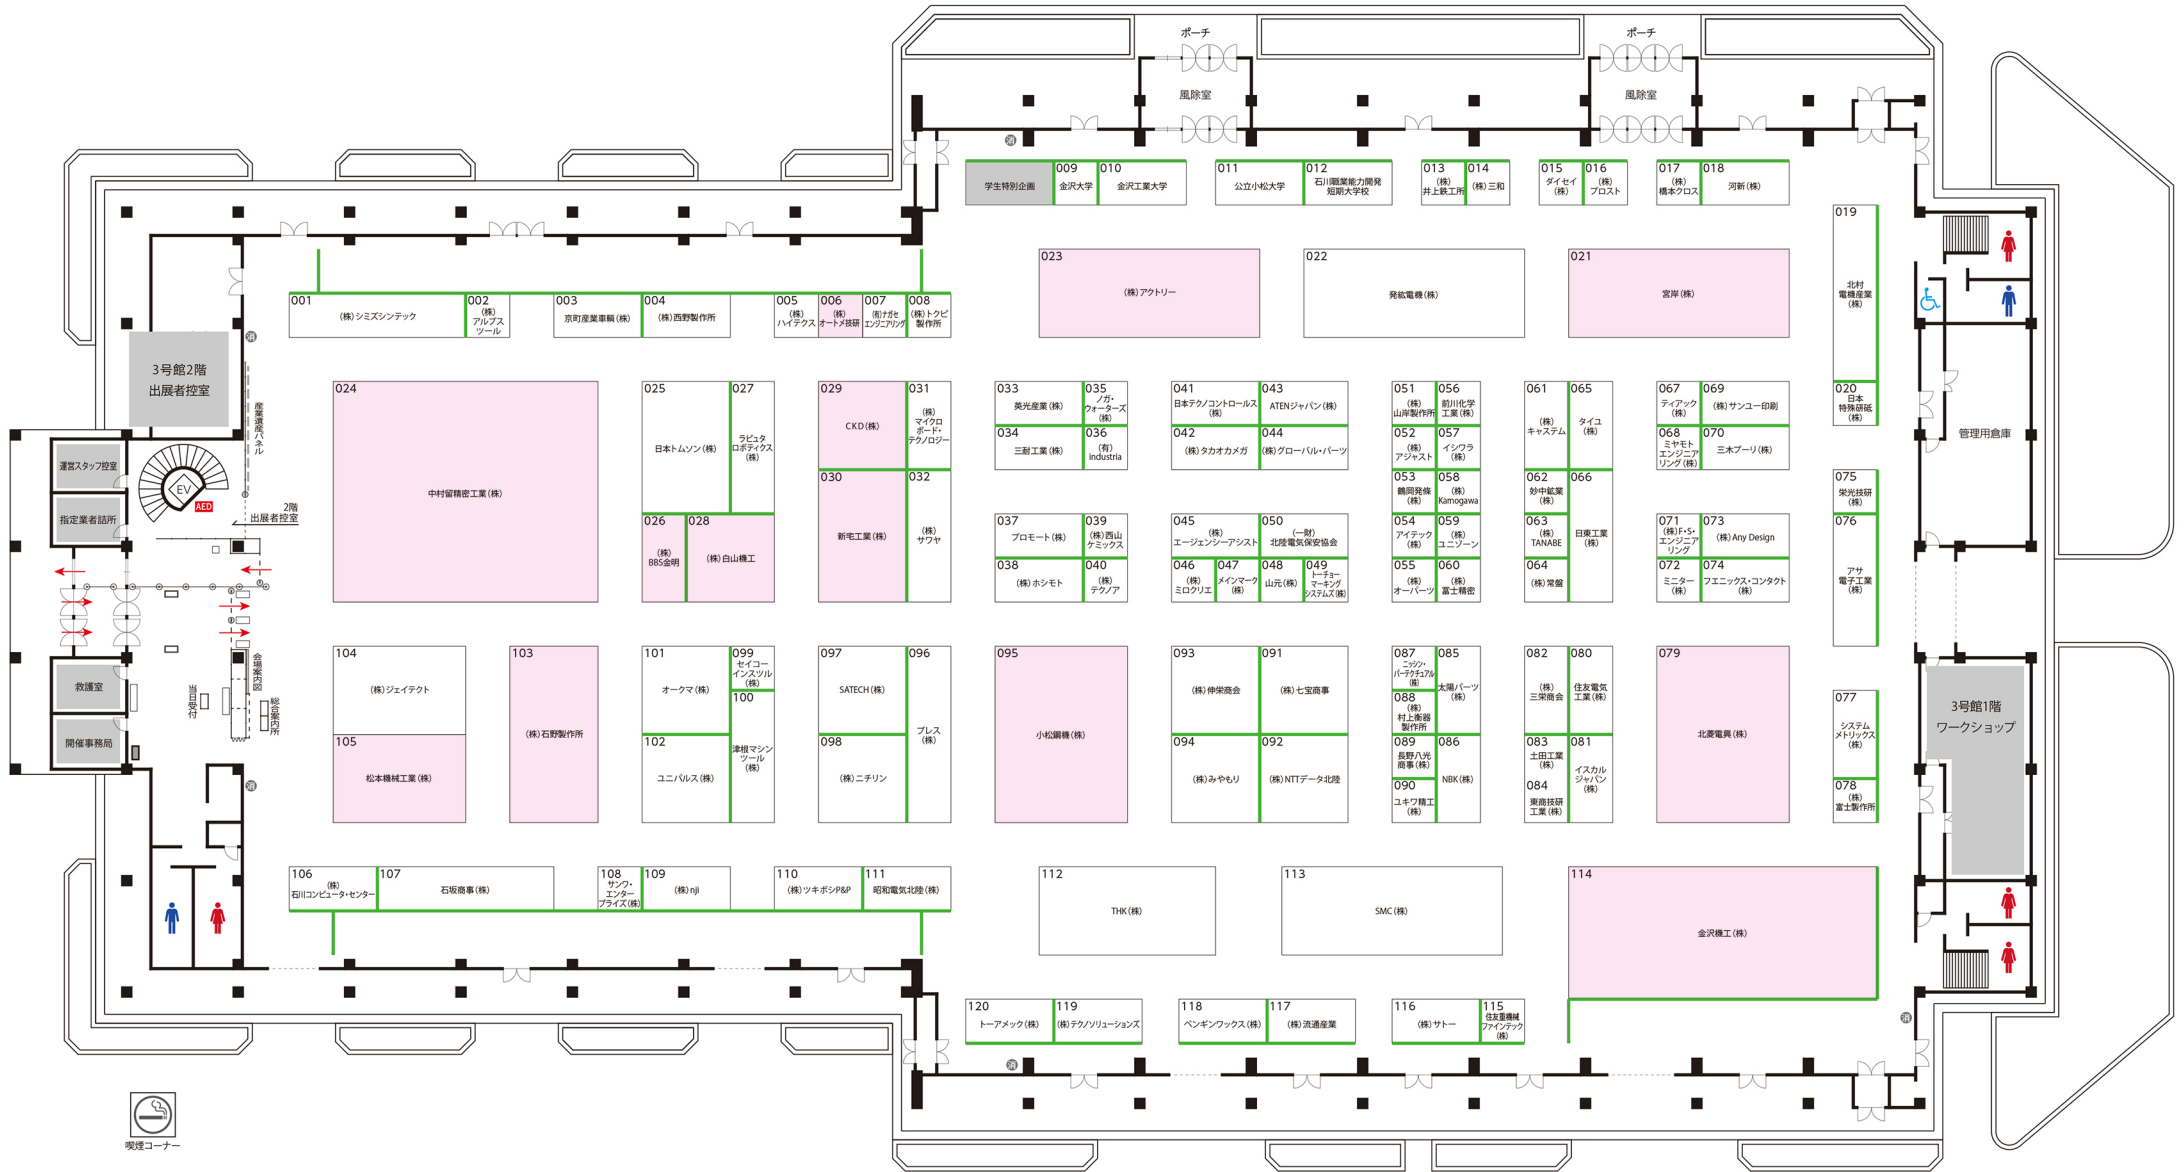 ポーチ
ポーチ
風除室
風除室
消
学生特別企画
009
金沢大学
010
金沢工業大学
011
公立小松大学
012
石川職業能力開発
短期大学校
013
(株)
井上鉄工所
014
(株)三和
015
ダイセイ
(株)
016
(株)
ブロスト
017
(株)
橋本クロス
018
河新(株)
019
北村
電機産業
(株)
020
日本
特殊研砥
(株)
023
(株)アクトリー
022
発紘電機(株)
021
宮岸(株)
001
(株)シミズシンテック
002
(株)
アルプス
ツール
003
京町産業車輌(株)
004
(株)西野製作所
005
(株)
ハイテクス
006
(株)
オートメ技研
007
(有)ナガセ
エンジニアリング
008
(株)トクピ
製作所
消
3号館2階
出展者控室
産業遺産パネル
運営スタッフ控室
指定業者詰所
EV
AED
2階
出展者控室
024
中村留精密工業(株)
025
日本トムソン(株)
027
ラピュタ
ロボティクス
(株)
026
(株)
BBS金明
028
(株)白山機工
029
CKD(株)
030
新宅工業(株)
031
(株)
マイクロ
ボード・
テクノロジー
032
(株)
サワヤ
033
英光産業(株)
034
三耐工業(株)
035
ノガ・
ウォーターズ
(株)
036
(有)
industria
037
プロモート(株)
038
(株)ホシモト
039
(株)西山
ケミックス
040
(株)
テクノア
041
日本テクノコントロールス
(株)
042
(株)タカオカメガ
043
ATENジャパン(株)
044
(株)グローバル・パーツ
045
(株)
エージェンシーアシスト
046
(株)
ミロクリエ
047
メインマーク
(株)
050
(一財)
北陸電気保安協会
048
山元(株)
049
トーチョー
マーキング
システムズ(株)
051
(株)
山岸製作所
052
(株)
アジャスト
053
鶴岡発條
(株)
054
アイテック
(株)
055
(株)
オーパーツ
056
前川化学
工業(株)
057
イシワラ
(株)
058
(株)
Kamogawa
059
(株)
ユニゾーン
060
(株)
富士精密
061
(株)
キャステム
062
妙中鉱業
(株)
063
(株)
TANABE
064
(株)常盤
065
タイユ
(株)
066
日東工業
(株)
067
ティアック
(株)
068
ミヤモト
エンジニア
リング(株)
069
(株)サンユー印刷
070
三木プーリ(株)
071
(株)F・S・
エンジニア
リング
072
ミニター
(株)
073
(株)Any Design
074
フエニックス・コンタクト
(株)
075
栄光技研
(株)
076
アサ
電子工業
(株)
管理用倉庫
救護室
開催事務局
当日受付
会場案内図
総合案内所
消
104
(株)ジェイテクト
105
松本機械工業(株)
103
(株)石野製作所
101
オークマ(株)
102
ユニパルス(株)
099
セイコー
インスツル
(株)
100
津根マシン
ツール
(株)
097
SATECH(株)
098
(株)ニチリン
096
ブレス
(株)
095
小松鋼機(株)
093
(株)伸栄商会
094
(株)みやもり
091
(株)七宝商事
092
(株)NTTデータ北陸
087
ニッシン・
パーテクチュアル
(株)
088
(株)
村上衡器
製作所
089
長野八光
商事(株)
090
ユキワ精工
(株)
085
太陽パーツ
(株)
086
NBK(株)
082
(株)
三栄商会
083
土田工業
(株)
084
東商技研
工業(株)
080
住友電気
工業(株)
081
イスカル
ジャパン
(株)
079
北菱電興(株)
077
システム
メトリックス
(株)
078
(株)
富士製作所
3号館1階
ワークショップ
106
(株)
石川コンピュータ・センター
107
石坂商事(株)
108
サンワ・
エンター
プライズ(株)
109
(株)nji
110
(株)ツキボシP&P
111
昭和電気北陸(株)
112
THK(株)
113
SMC(株)
114
金沢機工(株)
120
トーアメック(株)
119
(株)テクノソリューションズ
118
ペンギンワックス(株)
117
(株)流通産業
116
(株)サトー
115
住友重機械
ファインテック
(株)
消
消
喫煙コーナー